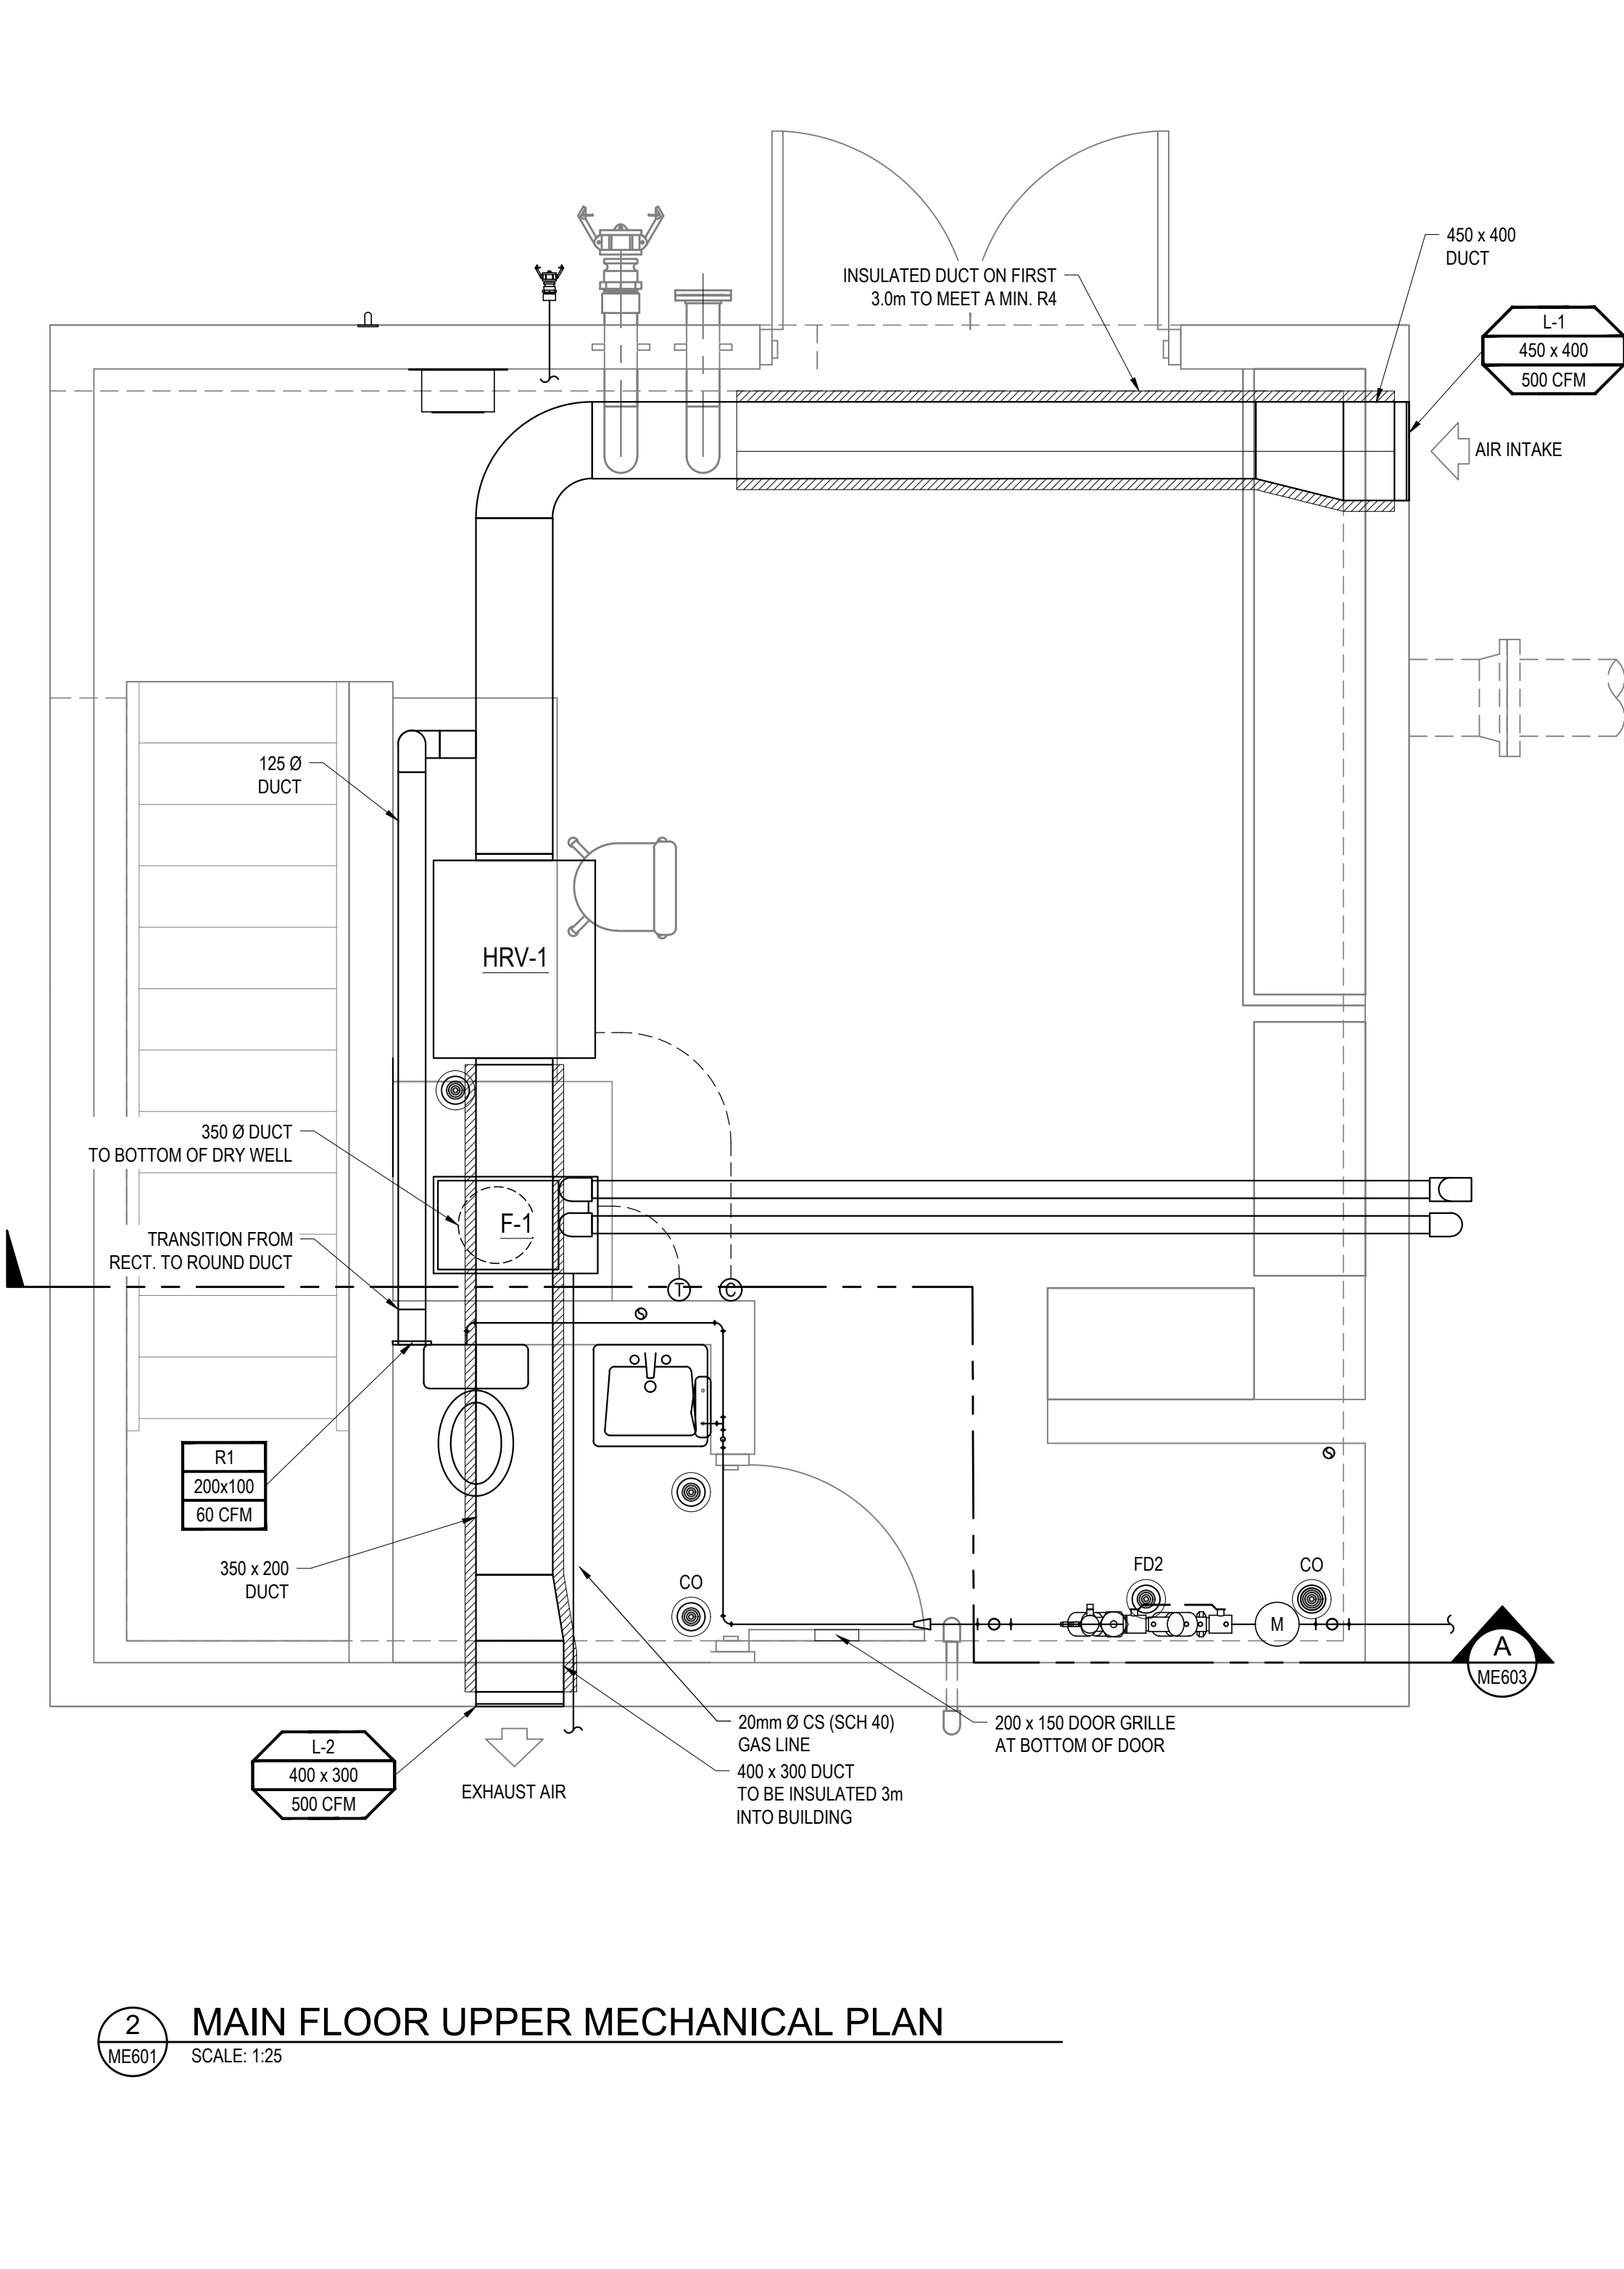 450 x 400
DUCT
INSULATED DUCT ON FIRST
3.0m TO MEET A MIN. R4
L-1
450 x 400
500 CFM
AIR INTAKE
125 Ø
DUCT
HRV-1
350 Ø DUCT
TO BOTTOM OF DRY WELL
F-1
TRANSITION FROM
RECT. TO ROUND DUCT
T
C
R1
200x100
60 CFM
350 x 200
DUCT
CO
FD2
CO
M
A
ME603
20mm Ø CS (SCH 40)
GAS LINE
200 x 150 DOOR GRILLE
AT BOTTOM OF DOOR
L-2
400 x 300
500 CFM
400 x 300 DUCT
TO BE INSULATED 3m
INTO BUILDING
EXHAUST AIR
2
ME601
MAIN FLOOR UPPER MECHANICAL PLAN
SCALE: 1:25